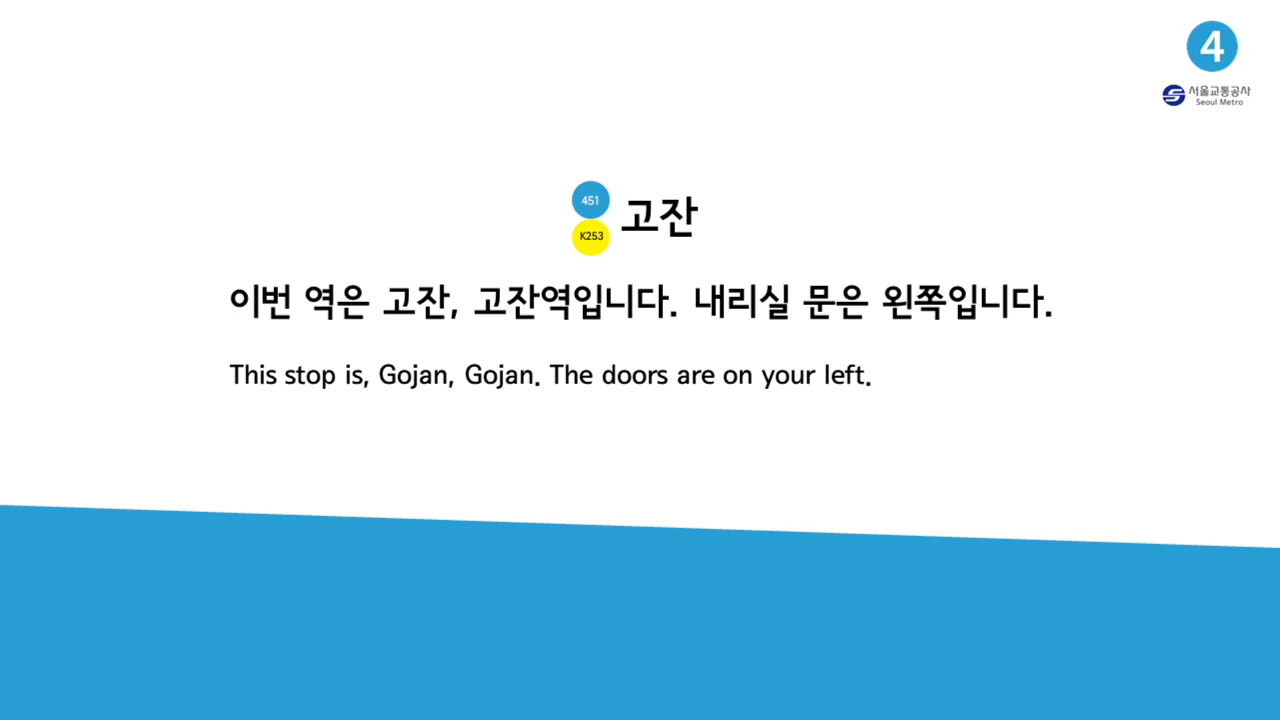 4
서울교통공사
Seoul Metro
451
K253
고잔
이번 역은 고잔, 고잔역입니다. 내리실 문은 왼쪽입니다.
This stop is, Gojan, Gojan. The doors are on your left.